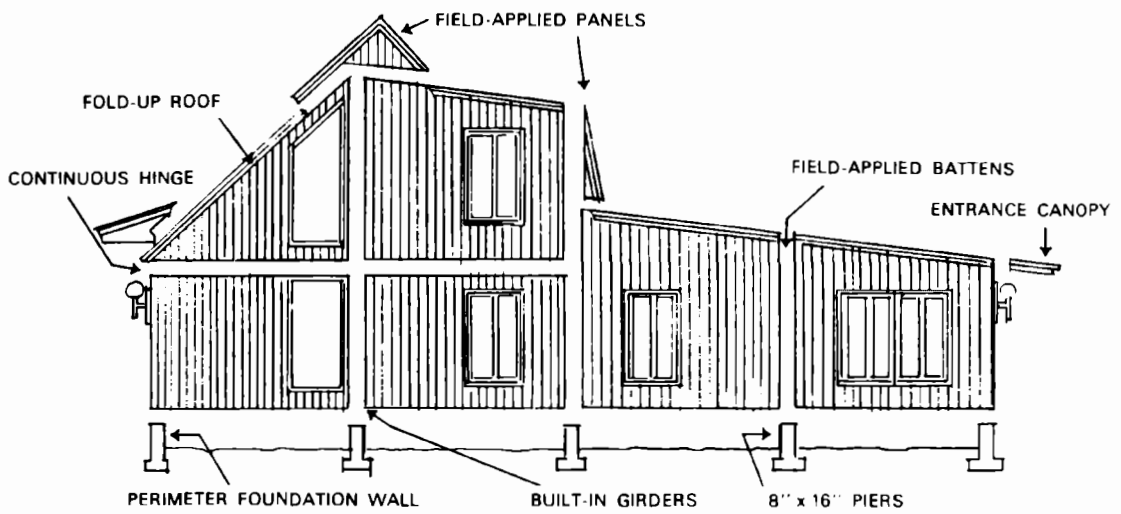 FIELD-APPLIED PANELS
FOLD-UP ROOF
CONTINUOUS HINGE
FIELD-APPLIED BATTENS
ENTRANCE CANOPY
PERIMETER FOUNDATION WALL
BUILT-IN GIRDERS
8" x 16" PIERS